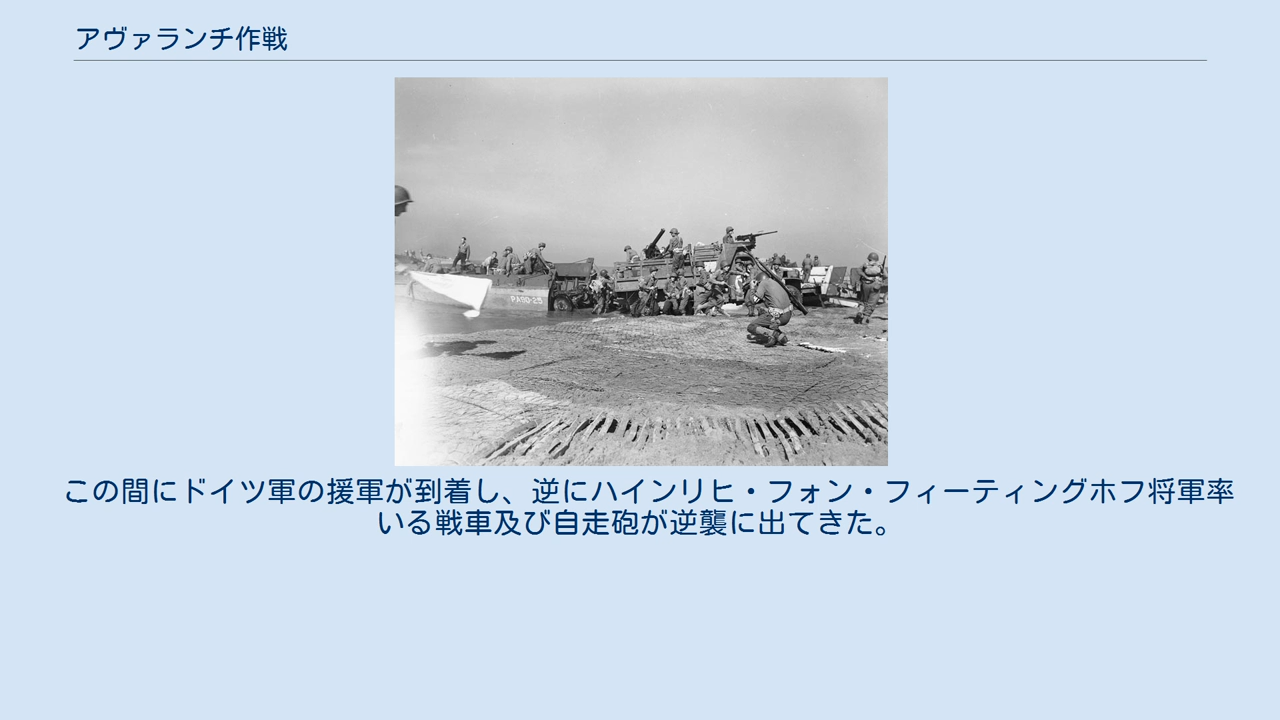 アヴァランチ作戦
PA30-25
この間にドイツ軍の援軍が到着し、逆にハインリヒ・フォン・フィーティングホフ将軍率
いる戦車及び自走砲が逆襲に出てきた。